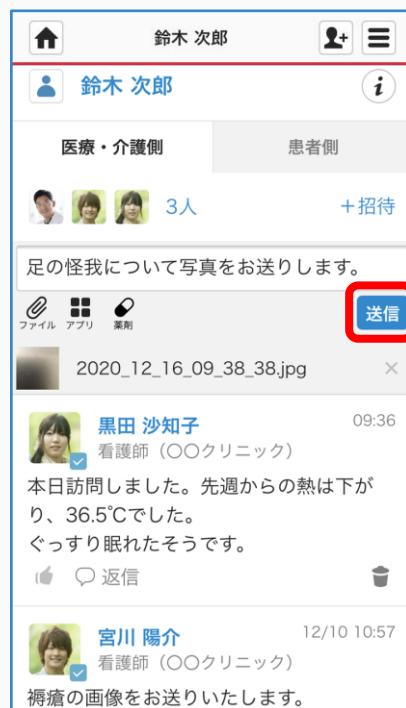 鈴木 次郎
鈴木 次郎
医療・介護側
患者側
3人
＋招待
足の怪我について写真をお送りします。
ファイル アプリ 薬剤
送信
2020_12_16_09_38_38.jpg
黒田 沙知子
09:36
看護師（〇〇クリニック）
本日訪問しました。先週からの熱は下が
り、36.5℃でした。
ぐっすり眠れたそうです。
返信
宮川 陽介
12/10 10:57
看護師（〇〇クリニック）
褥瘡の画像をお送りいたします。